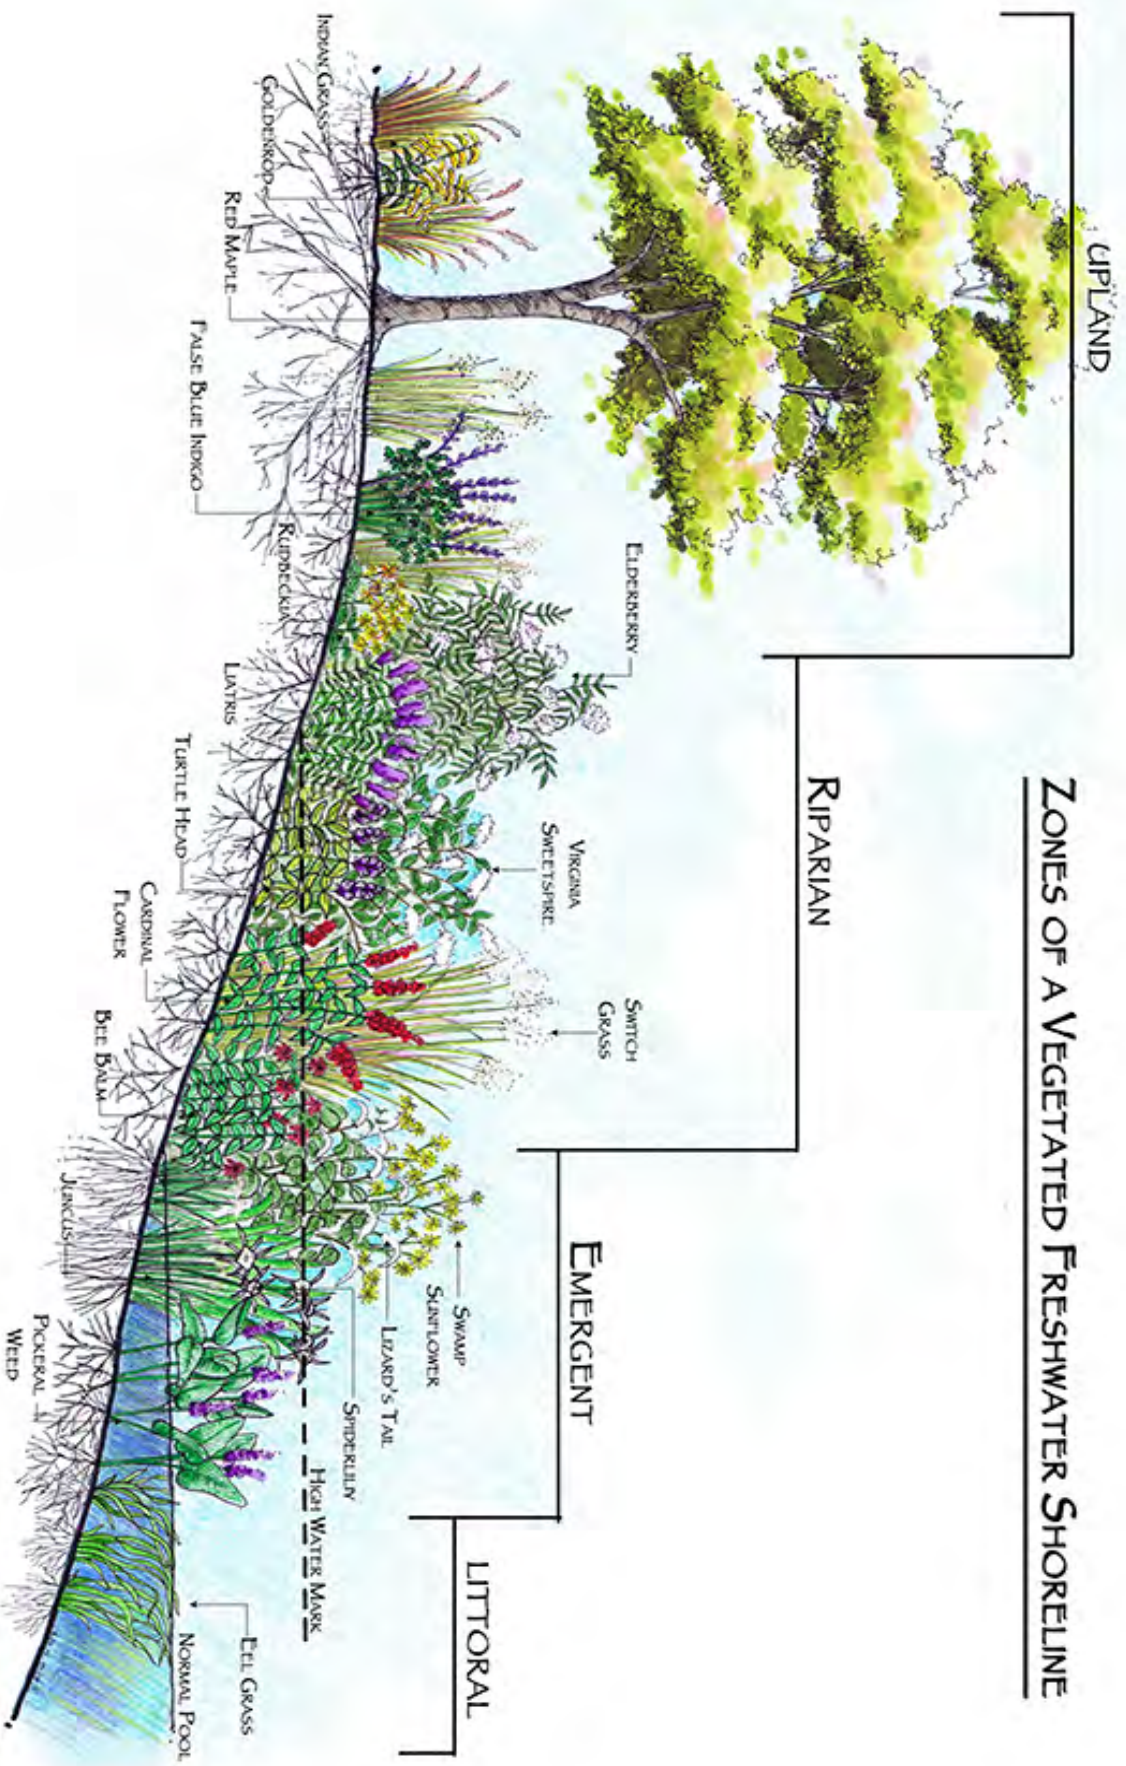 ZONES OF A VEGETATED FRESHWATER SHORELINE
UPLAND
RIPARIAN
EMERGENT
LITTORAL
ELDERBERRY
VIRGINIA
SWEETSPIRE
SWITCH
GRASS
SWAMP
SUNFLOWER
LIZARD'S TAIL
SPIDERLILIY
HIGH WATER MARK
EEL GRASS
NORMAL POOL
INDIAN GRASS
GOLDENROD
RED MAPLE
FALSE BLUE INDIGO
RUDBECKIA
LIATRIS
TURTLE HEAD
CARDINAL
FLOWER
BEE BALM
JUNCUS
PICKERAL
WEED